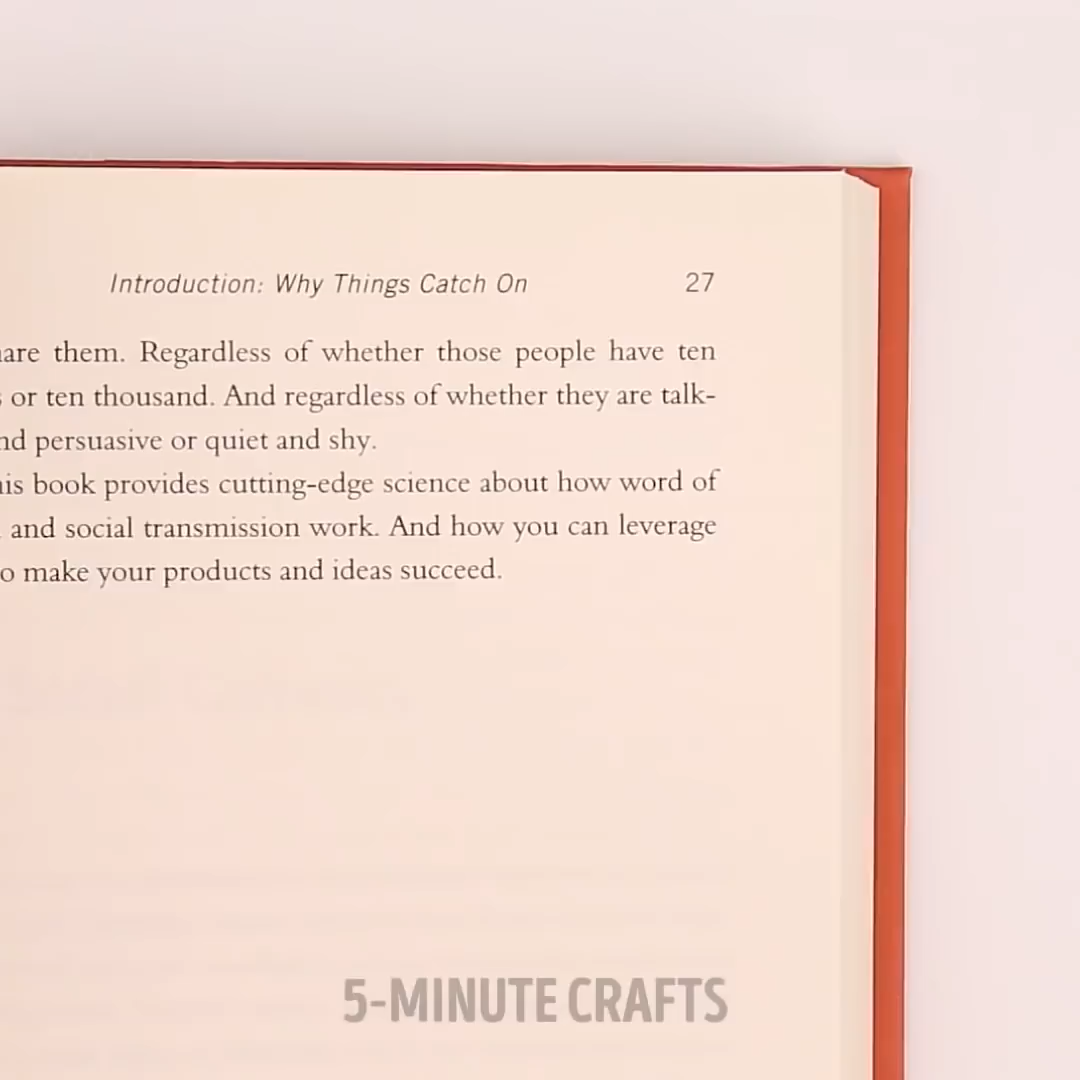 Introduction: Why Things Catch On 27
are them. Regardless of whether those people have ten
or ten thousand. And regardless of whether they are talk-
nd persuasive or quiet and shy.
is book provides cutting-edge science about how word of
and social transmission work. And how you can leverage
o make your products and ideas succeed.
5-MINUTE CRAFTS